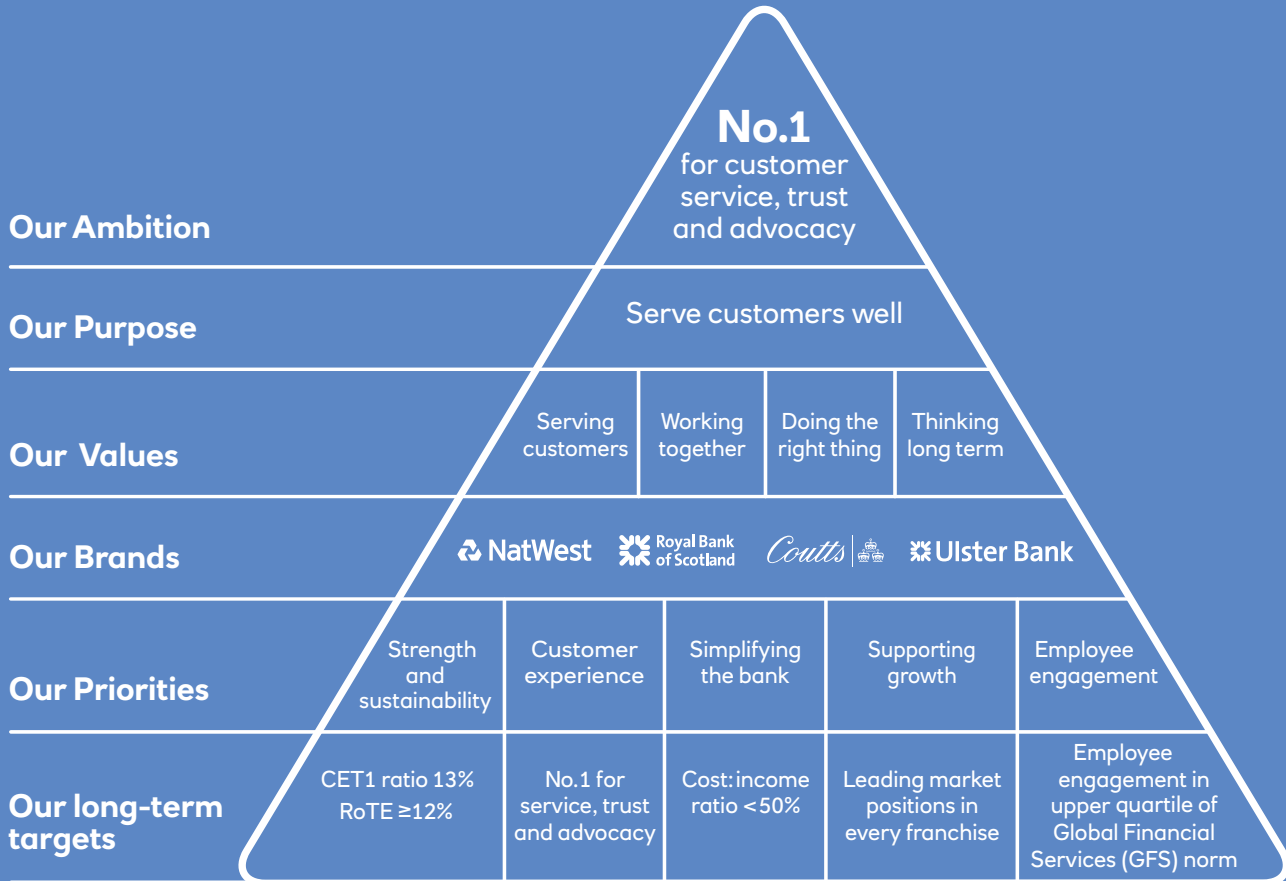 No.1
for customer
service, trust
and advocacy
Our Ambition
Our Purpose
Serve customers well
Our Values
Serving
customers
Working
together
Doing the
right thing
Thinking
long term
Our Brands
NatWest
Royal Bank
of Scotland
Coutts
Ulster Bank
Our Priorities
Strength
and
sustainability
Customer
experience
Simplifying
the bank
Supporting
growth
Employee
engagement
Our long-term
targets
CET1 ratio 13%
RoTE ≥12%
No.1 for
service, trust
and advocacy
Cost:income
ratio <50%
Leading market
positions in
every franchise
Employee
engagement in
upper quartile of
Global Financial
Services (GFS) norm